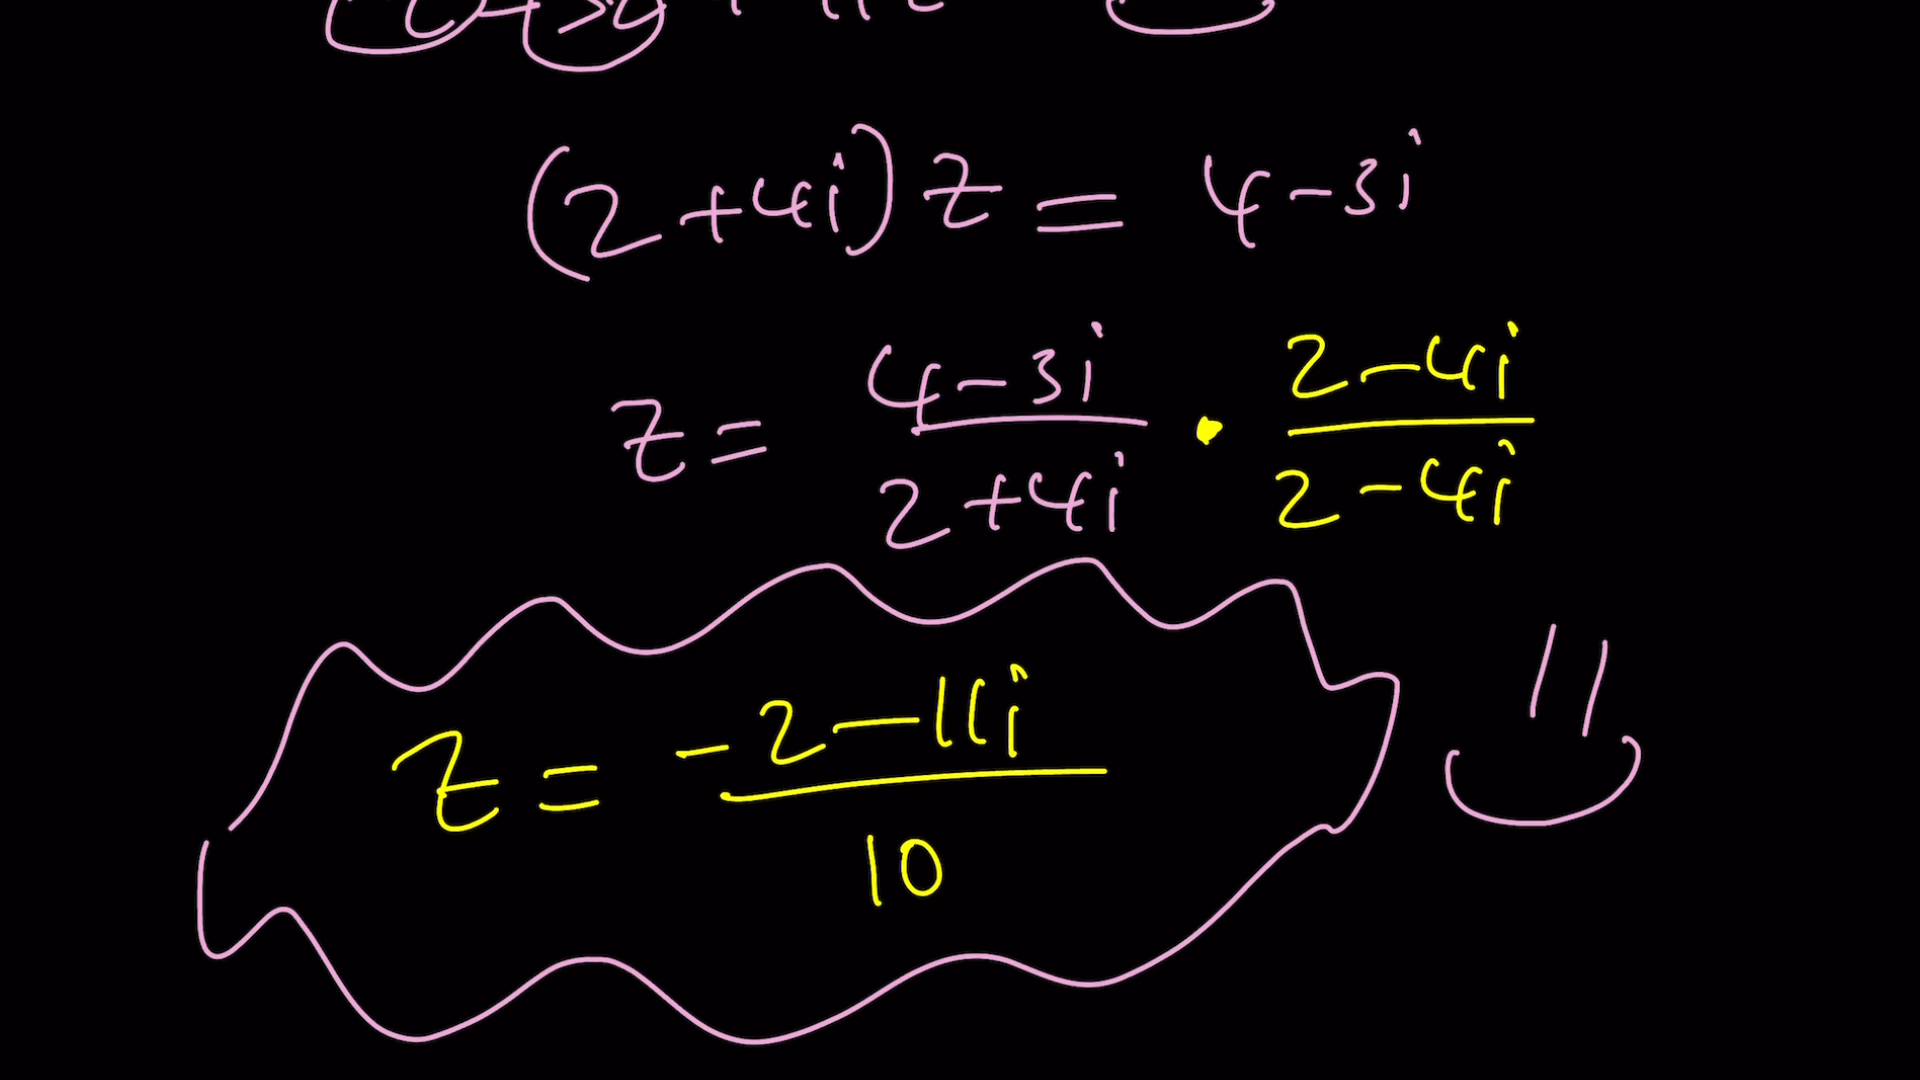 (2+4i) z = 4-3i
z = 4-3i / 2+4i · 2-4i / 2-4i
z = -2-11i / 10